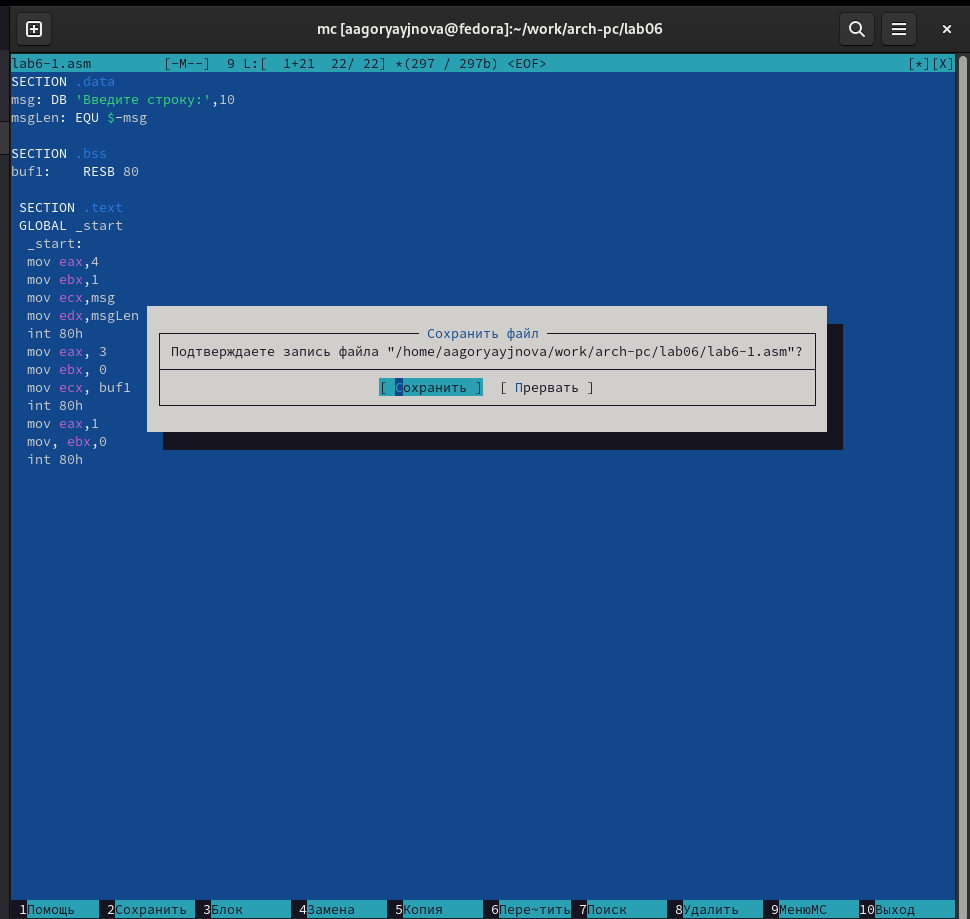 mc [aagoryayjnova@fedora]:~/work/arch-pc/lab06
lab6-1.asm [-M--] 9 L:[ 1+21 22/ 22] *(297 / 297b) <EOF> [*][X]
SECTION .data
msg: DB 'Введите строку:',10
msgLen: EQU $-msg
SECTION .bss
buf1: RESB 80
SECTION .text
GLOBAL _start
_start:
mov eax,4
mov ebx,1
mov ecx,msg
mov edx,msgLen
int 80h
mov eax, 3
mov ebx, 0
mov ecx, buf1
int 80h
mov eax,1
mov, ebx,0
int 80h
Сохранить файл
Подтверждаете запись файла "/home/aagoryayjnova/work/arch-pc/lab06/lab6-1.asm"?
[ Сохранить ] [ Прервать ]
1Помощь 2Сохранить 3Блок 4Замена 5Копия 6Пере~тить 7Поиск 8Удалить 9МенюMC 10Выход